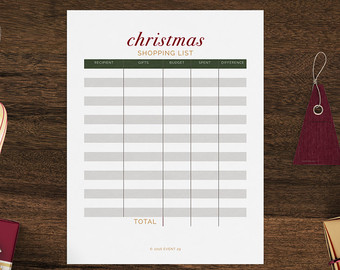 christmas
SHOPPING LIST
RECIPIENT GIFTS BUDGET SPENT DIFFERENCE
TOTAL